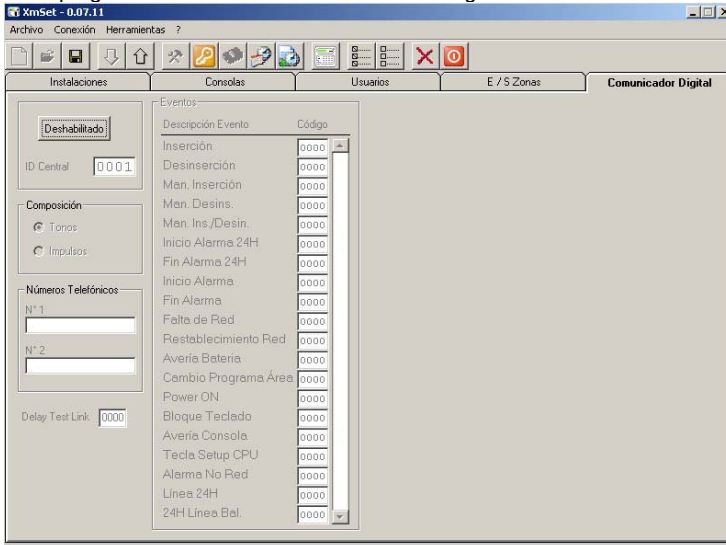 XmSet - 0.07.11
Archivo Conexión Herramientas ?
Instalaciones Consolas Usuarios E / S Zonas Comunicador Digital
Deshabilitado
ID Central 0001
Composición
Tonos
Impulsos
Números Telefónicos
N° 1
N° 2
Delay Test Link 0000
Eventos
Descripción Evento Código
Inserción 0000
Desinserción 0000
Man. Inserción 0000
Man. Desins. 0000
Man. Ins./Desin. 0000
Inicio Alarma 24H 0000
Fin Alarma 24H 0000
Inicio Alarma 0000
Fin Alarma 0000
Falta de Red 0000
Restablecimiento Red 0000
Avería Bateria 0000
Cambio Programa Área 0000
Power ON 0000
Bloque Teclado 0000
Avería Consola 0000
Tecla Setup CPU 0000
Alarma No Red 0000
Línea 24H 0000
24H Línea Bal. 0000